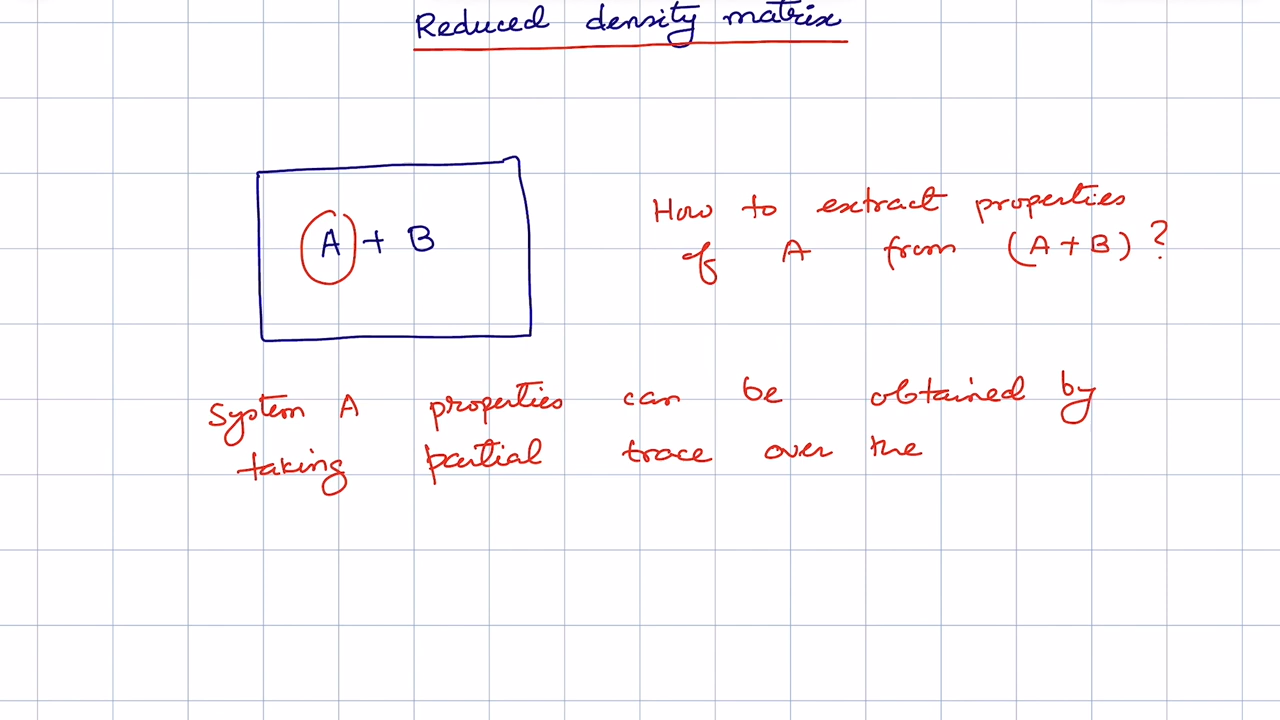 Reduced density matrix
A + B
How to extract properties
of A from (A + B) ?
System A properties can be obtained by
taking partial trace over the